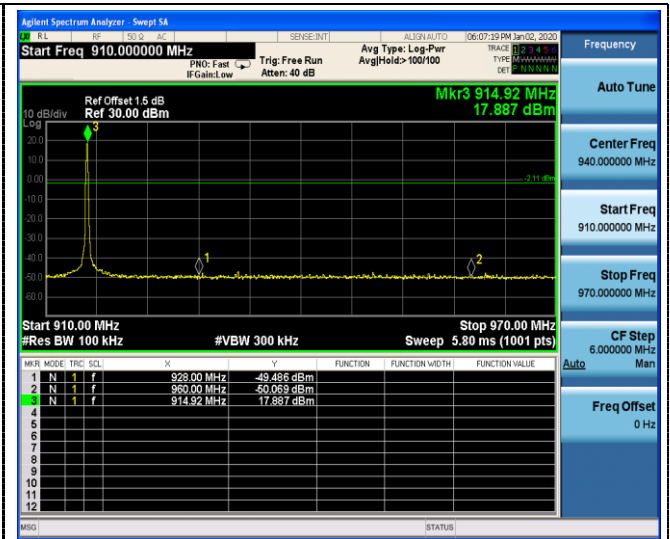 Agilent Spectrum Analyzer - Swept SA
RL RF 50 Ω AC SENSE:INT ALIGN AUTO 06:07:19 PM Jan 02, 2020
Start Freq 910.000000 MHz
PNO: Fast
IFGain:Low
Trig: Free Run
Atten: 40 dB
Avg Type: Log-Pwr
Avg|Hold:> 100/100
TRACE 1 2 3 4 5 6
TYPE MWWWWW
DET P N N N N N
Ref Offset 1.5 dB
10 dB/div Ref 30.00 dBm
Log
Mkr3 914.92 MHz
17.887 dBm
20.0
10.0
0.00
-10.0
-20.0
-30.0
-40.0
-50.0
-60.0
3
-2.11 dBm
1
2
Start 910.00 MHz Stop 970.00 MHz
#Res BW 100 kHz #VBW 300 kHz Sweep 5.80 ms (1001 pts)
MKR MODE TRC SCL X Y FUNCTION FUNCTION WIDTH FUNCTION VALUE
1 N 1 f 928.00 MHz -49.486 dBm
2 N 1 f 960.00 MHz -50.069 dBm
3 N 1 f 914.92 MHz 17.887 dBm
4
5
6
7
8
9
10
11
12
MSG STATUS
Frequency
Auto Tune
Center Freq
940.000000 MHz
Start Freq
910.000000 MHz
Stop Freq
970.000000 MHz
CF Step
6.000000 MHz
Auto Man
Freq Offset
0 Hz